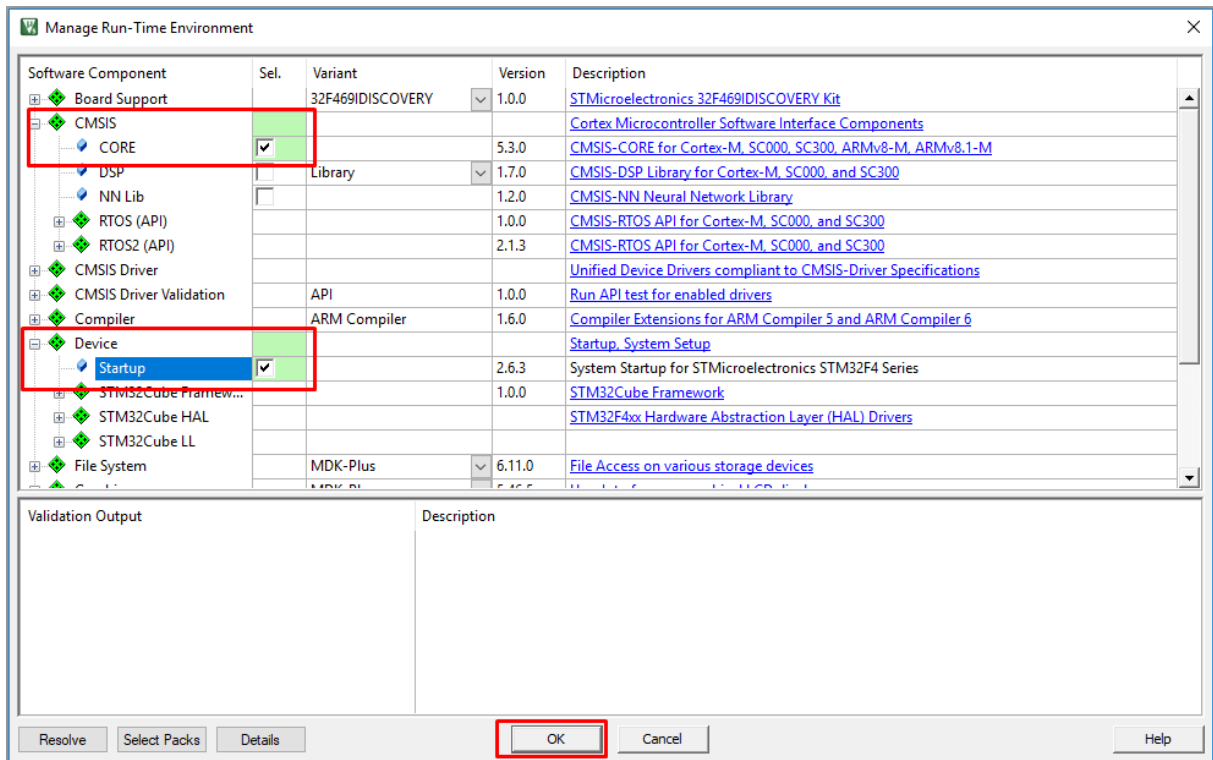 Manage Run-Time Environment
Software Component Sel. Variant Version Description
Board Support 32F469IDISCOVERY 1.0.0 STMicroelectronics 32F469IDISCOVERY Kit
CMSIS Cortex Microcontroller Software Interface Components
CORE 5.3.0 CMSIS-CORE for Cortex-M, SC000, SC300, ARMv8-M, ARMv8.1-M
DSP Library 1.7.0 CMSIS-DSP Library for Cortex-M, SC000, and SC300
NN Lib 1.2.0 CMSIS-NN Neural Network Library
RTOS (API) 1.0.0 CMSIS-RTOS API for Cortex-M, SC000, and SC300
RTOS2 (API) 2.1.3 CMSIS-RTOS API for Cortex-M, SC000, and SC300
CMSIS Driver Unified Device Drivers compliant to CMSIS-Driver Specifications
CMSIS Driver Validation API 1.0.0 Run API test for enabled drivers
Compiler ARM Compiler 1.6.0 Compiler Extensions for ARM Compiler 5 and ARM Compiler 6
Device Startup, System Setup
Startup 2.6.3 System Startup for STMicroelectronics STM32F4 Series
STM32Cube Framew... 1.0.0 STM32Cube Framework
STM32Cube HAL STM32F4xx Hardware Abstraction Layer (HAL) Drivers
STM32Cube LL
File System MDK-Plus 6.11.0 File Access on various storage devices
Validation Output Description
Resolve Select Packs Details OK Cancel Help